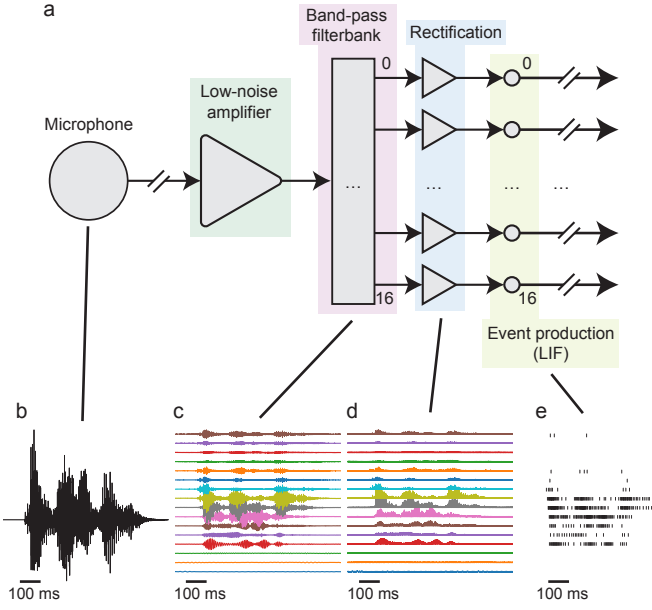 a
Band-pass
filterbank
Rectification
0
0
Low-noise
amplifier
Microphone
...
...
...
...
16
16
Event production
(LIF)
b
c
d
e
100 ms
100 ms
100 ms
100 ms